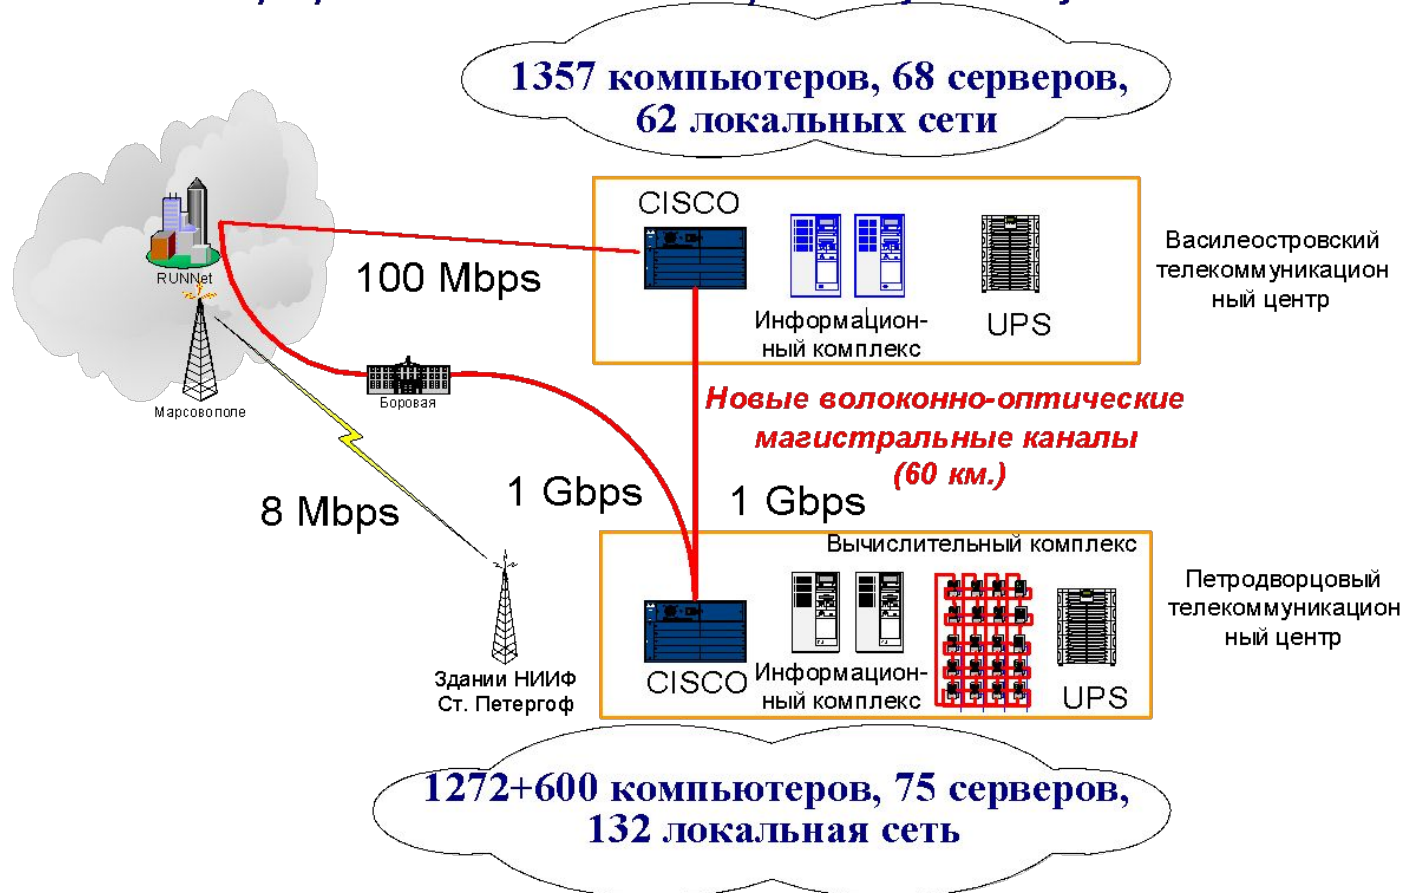 1357 компьютеров, 68 серверов,
62 локальных сети
CISCO
RUNNet
100 Mbps
Информацион-
ный комплекс
UPS
Василеостровский
телекоммуникацион
ный центр
Марсово поле
Боровая
Новые волоконно-оптические
магистральные каналы
(60 км.)
8 Mbps
1 Gbps
1 Gbps
Вычислительный комплекс
Здании НИИФ
Ст. Петергоф
CISCO
Информацион-
ный комплекс
UPS
Петродворцовый
телекоммуникацион
ный центр
1272+600 компьютеров, 75 серверов,
132 локальная сеть